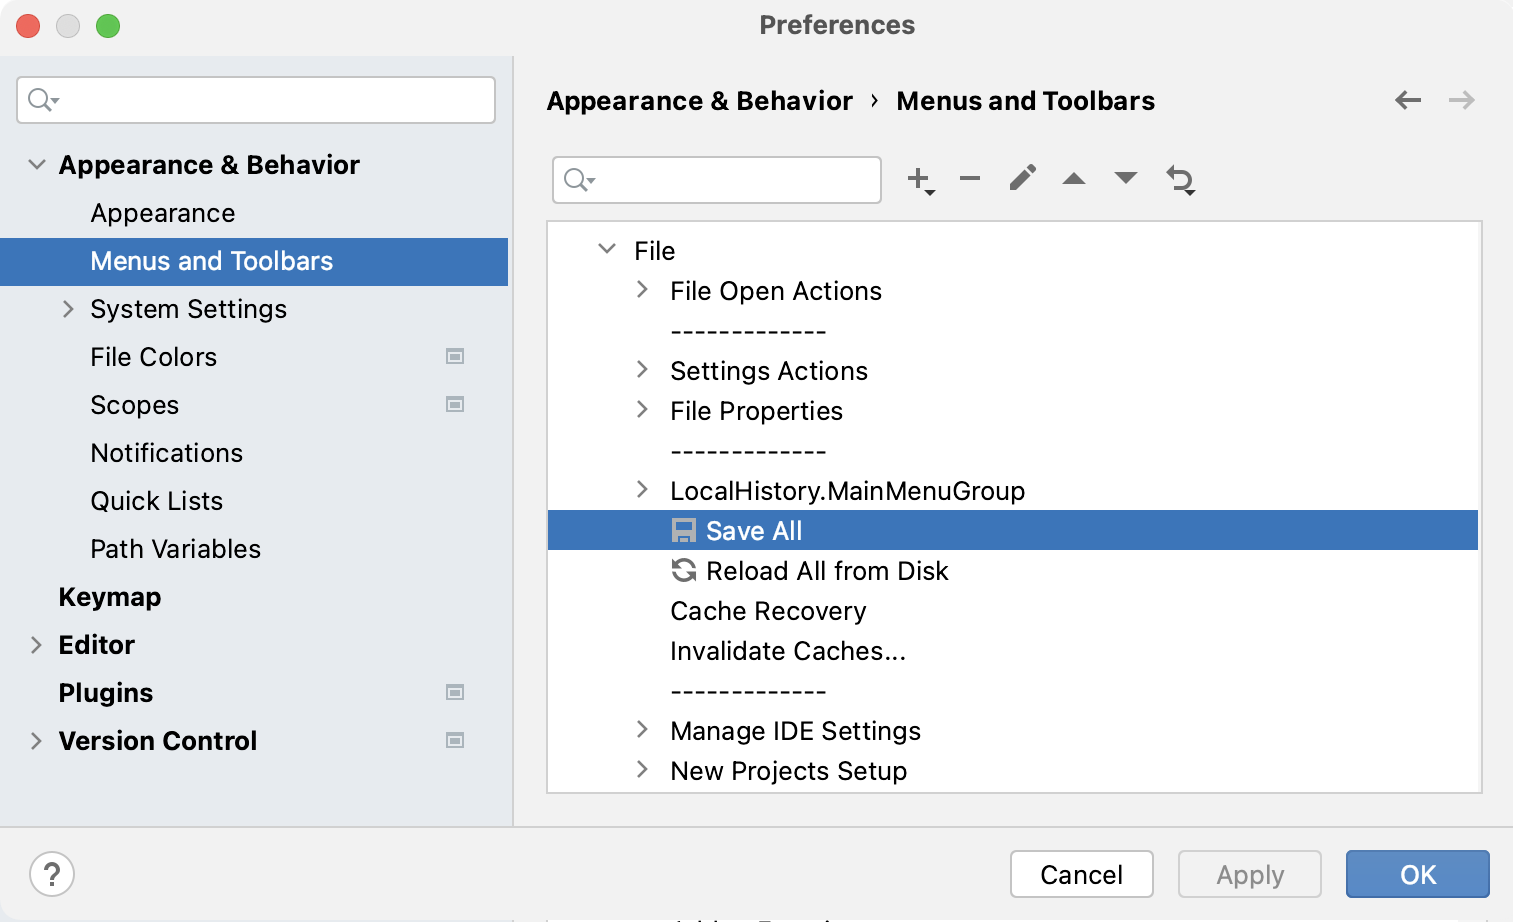 Preferences
Appearance & Behavior
Appearance
Menus and Toolbars
System Settings
File Colors
Scopes
Notifications
Quick Lists
Path Variables
Keymap
Editor
Plugins
Version Control
Appearance & Behavior › Menus and Toolbars
File
File Open Actions
-------------
Settings Actions
File Properties
-------------
LocalHistory.MainMenuGroup
Save All
Reload All from Disk
Cache Recovery
Invalidate Caches...
-------------
Manage IDE Settings
New Projects Setup
?
Cancel
Apply
OK